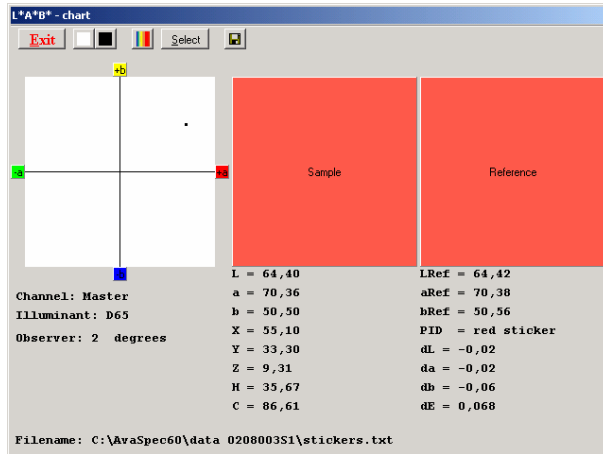 L*A*B* - chart
Exit Select
+b
-a +a
Sample
Reference
L = 64,40
a = 70,36
b = 50,50
X = 55,10
Y = 33,30
Z = 9,31
H = 35,67
C = 86,61
LRef = 64,42
aRef = 70,38
bRef = 50,56
PID = red sticker
dL = -0,02
da = -0,02
db = -0,06
dE = 0,068
Channel: Master
Illuminant: D65
Observer: 2 degrees
Filename: C:\AvaSpec60\data 0208003S1\stickers.txt